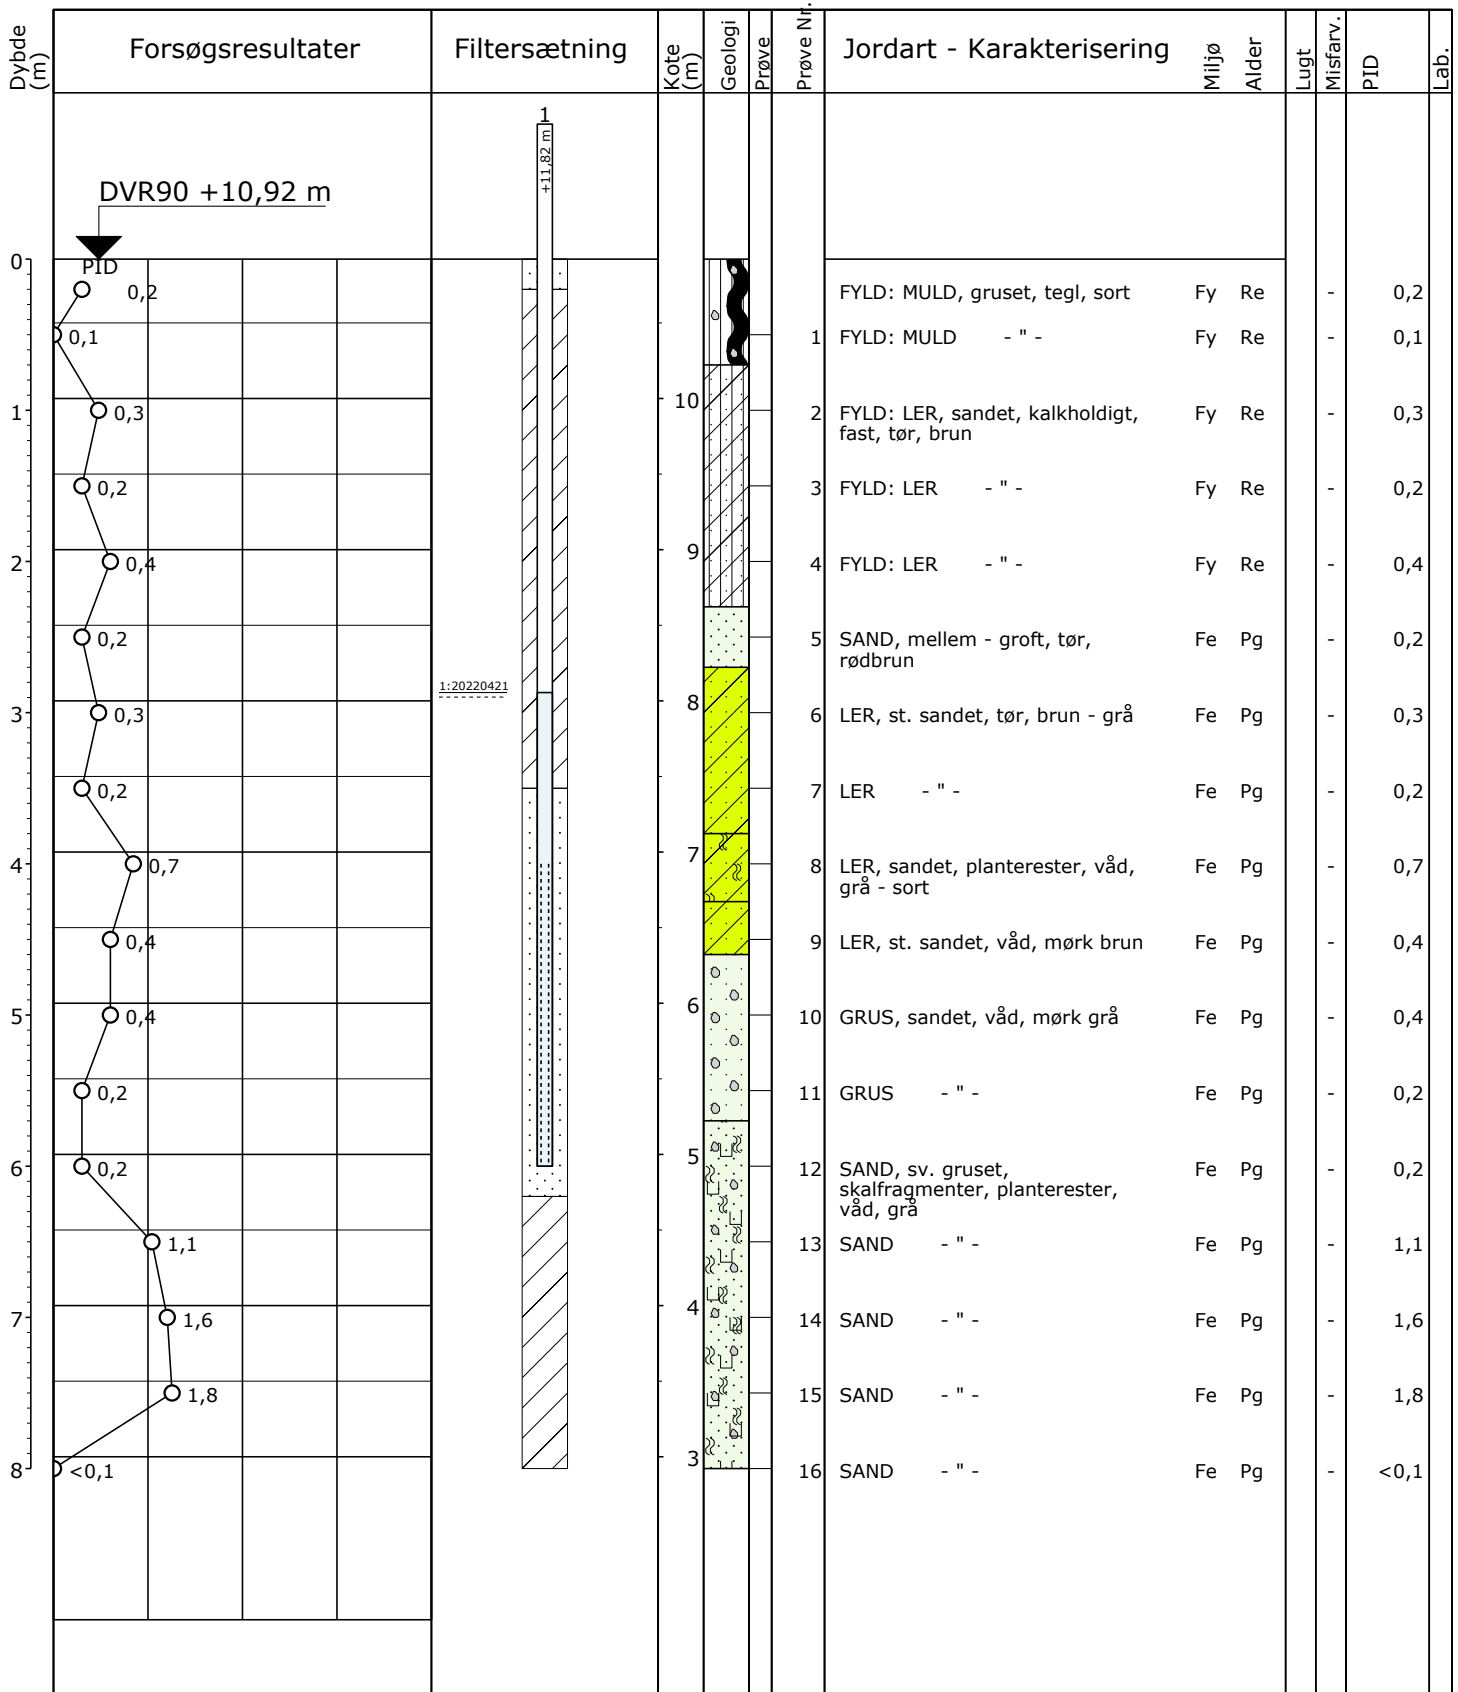 Dybde (m) Forsøgsresultater Filtersætning Kote (m) Geologi Prøve Prøve Nr. Jordart - Karakterisering Miljø Alder Lugt Misfarv. PID Lab.
1
+11,82 m
DVR90 +10,92 m
0
PID
0,2 FYLD: MULD, gruset, tegl, sort Fy Re - 0,2
0,1 1 FYLD: MULD - " - Fy Re - 0,1
10
1 0,3 2 FYLD: LER, sandet, kalkholdigt, Fy Re - 0,3
fast, tør, brun
0,2 3 FYLD: LER - " - Fy Re - 0,2
9
2 0,4 4 FYLD: LER - " - Fy Re - 0,4
0,2 5 SAND, mellem - groft, tør, Fe Pg - 0,2
rødbrun
1:20220421
8
3 0,3 6 LER, st. sandet, tør, brun - grå Fe Pg - 0,3
0,2 7 LER - " - Fe Pg - 0,2
7
4 0,7 8 LER, sandet, planterester, våd, Fe Pg - 0,7
grå - sort
0,4 9 LER, st. sandet, våd, mørk brun Fe Pg - 0,4
6
5 0,4 10 GRUS, sandet, våd, mørk grå Fe Pg - 0,4
0,2 11 GRUS - " - Fe Pg - 0,2
5
6 0,2 12 SAND, sv. gruset, Fe Pg - 0,2
skalfragmenter, planterester,
våd, grå
1,1 13 SAND - " - Fe Pg - 1,1
4
7 1,6 14 SAND - " - Fe Pg - 1,6
1,8 15 SAND - " - Fe Pg - 1,8
3
8 <0,1 16 SAND - " - Fe Pg - <0,1